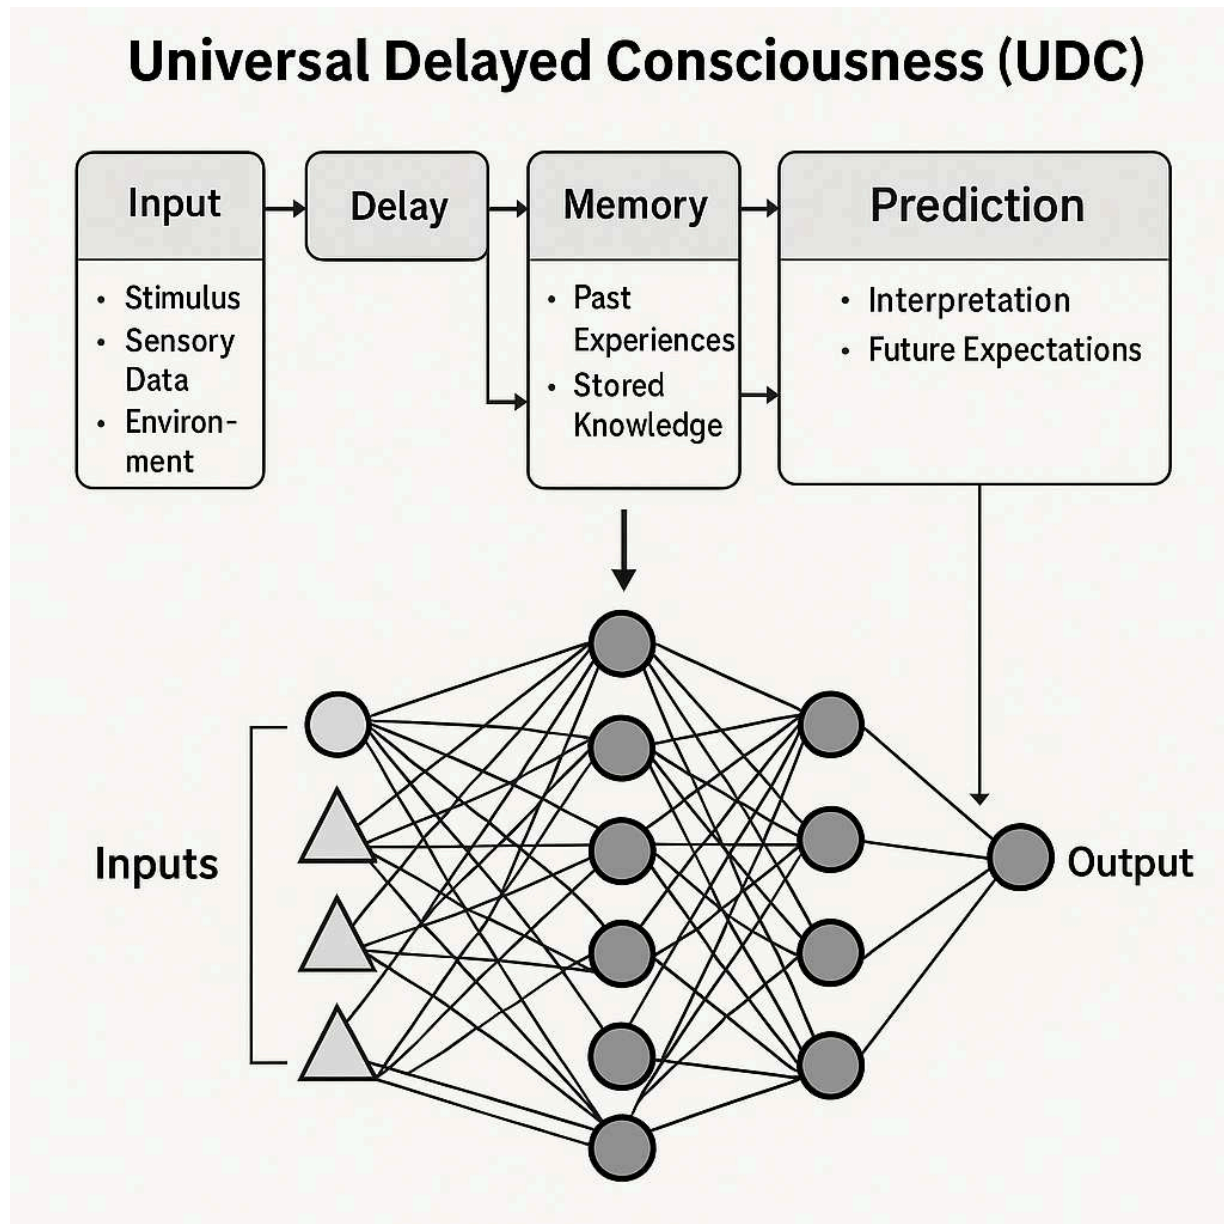 Universal Delayed Consciousness (UDC)
Input
Delay
Memory
Prediction
• Stimulus
• Sensory
Data
• Environ-
ment
• Past
Experiences
• Stored
Knowledge
• Interpretation
• Future Expectations
Inputs
Output